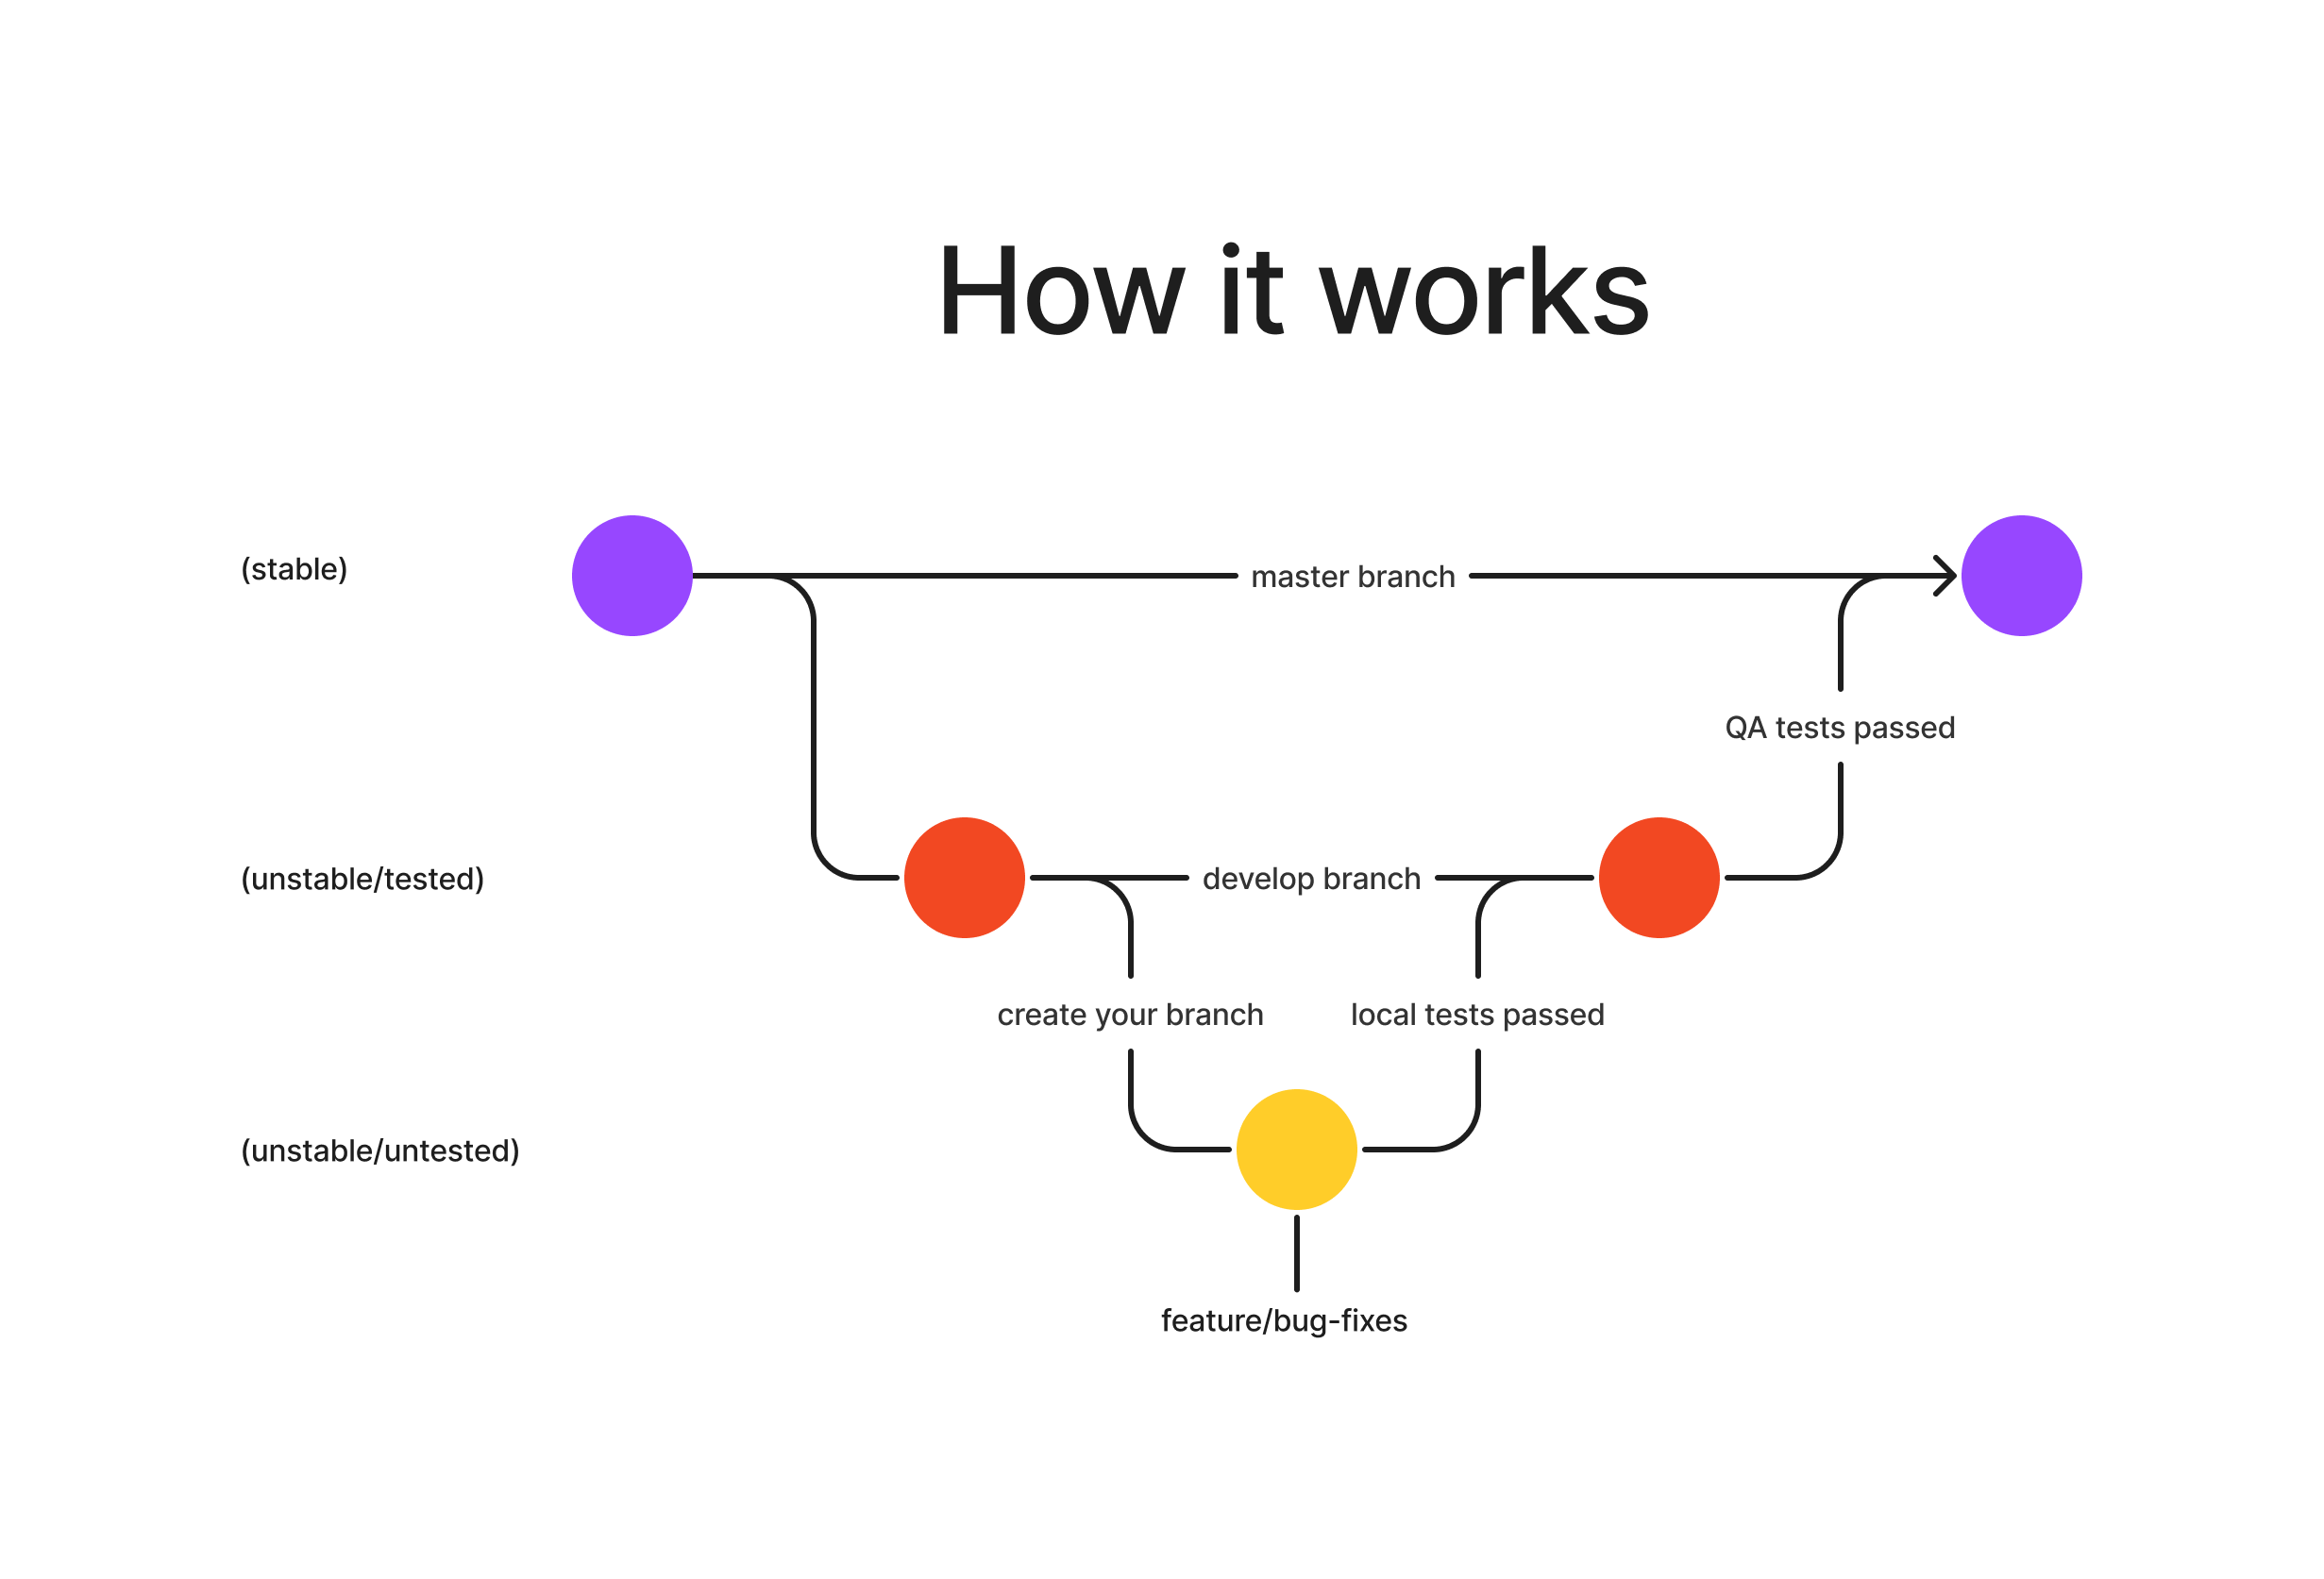 How it works
(stable)
master branch
QA tests passed
(unstable/tested)
develop branch
create your branch
local tests passed
(unstable/untested)
feature/bug-fixes